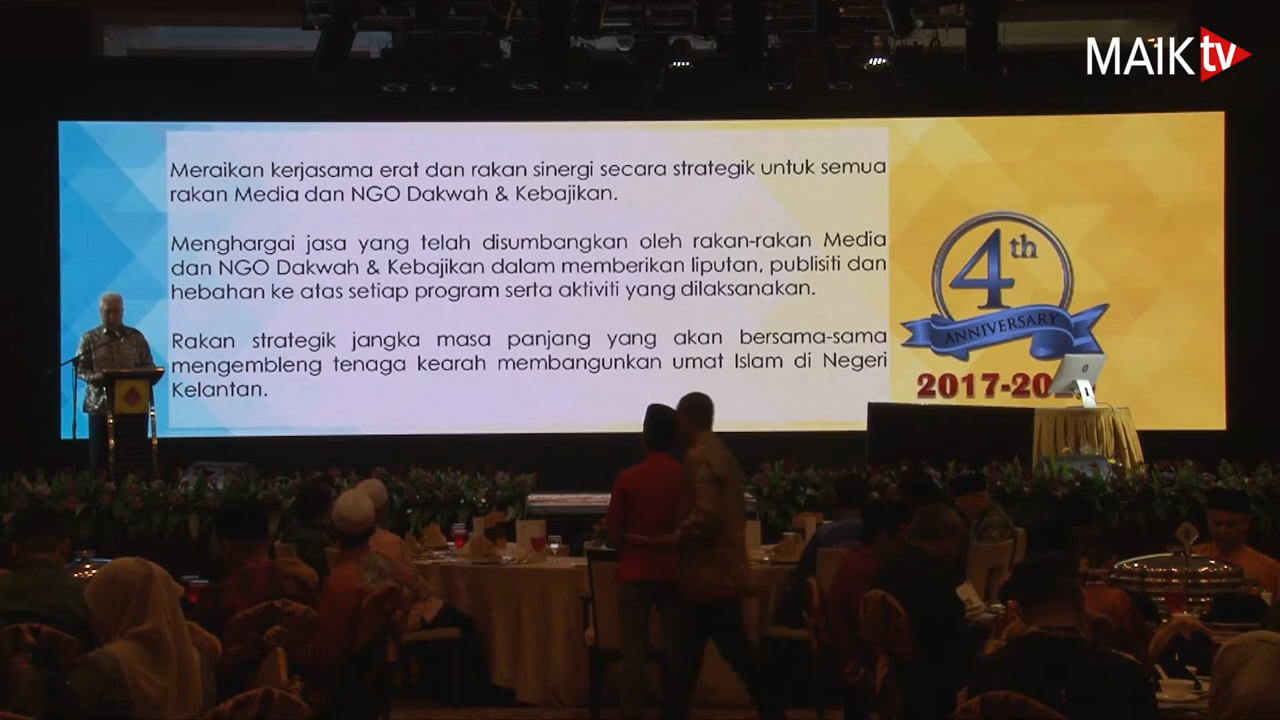 MAIK tv
Meraikan kerjasama erat dan rakan sinergi secara strategik untuk semua
rakan Media dan NGO Dakwah & Kebajikan.
Menghargai jasa yang telah disumbangkan oleh rakan-rakan Media
dan NGO Dakwah & Kebajikan dalam memberikan liputan, publisiti dan
hebahan ke atas setiap program serta aktiviti yang dilaksanakan.
Rakan strategik jangka masa panjang yang akan bersama-sama
mengembleng tenaga kearah membangunkan umat Islam di Negeri
Kelantan.
4th
ANNIVERSARY